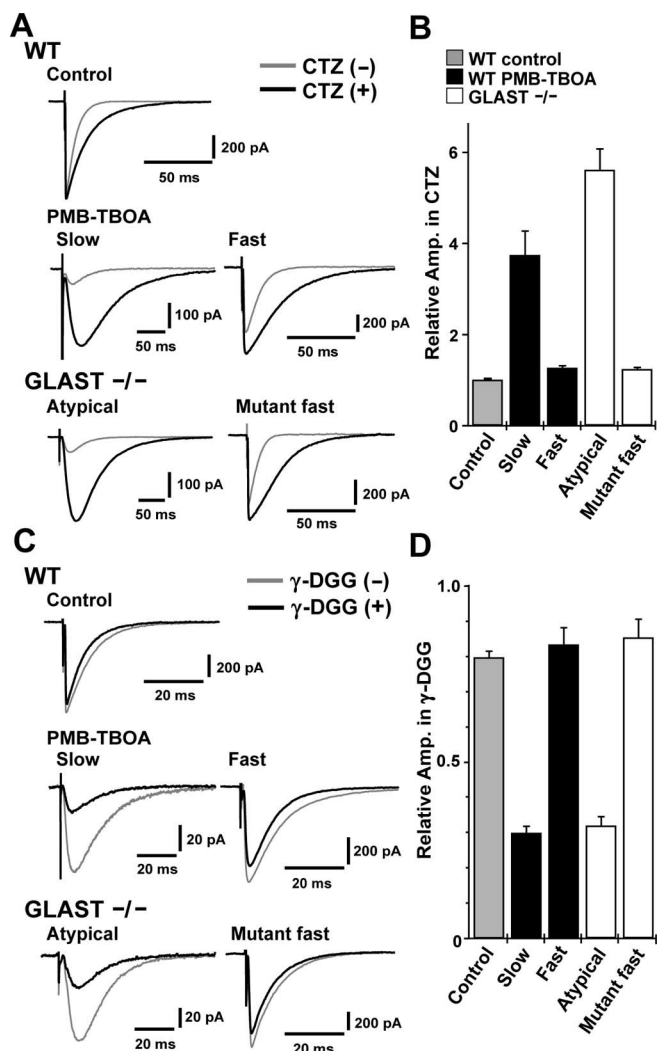 A
WT
Control
CTZ (−)
CTZ (+)
200 pA
50 ms
PMB-TBOA
Slow
Fast
100 pA
50 ms
200 pA
50 ms
GLAST −/−
Atypical
Mutant fast
100 pA
50 ms
200 pA
50 ms
B
WT control
WT PMB-TBOA
GLAST −/−
Relative Amp. in CTZ
6
4
2
0
Control
Slow
Fast
Atypical
Mutant fast
C
WT
Control
γ-DGG (−)
γ-DGG (+)
200 pA
20 ms
PMB-TBOA
Slow
Fast
20 pA
20 ms
200 pA
20 ms
GLAST −/−
Atypical
Mutant fast
20 pA
20 ms
200 pA
20 ms
D
Relative Amp. in γ-DGG
1.0
0.5
0
Control
Slow
Fast
Atypical
Mutant fast